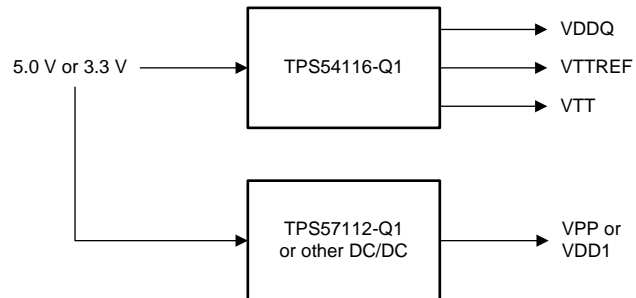 VDDQ
5.0 V or 3.3 V
TPS54116-Q1
VTTREF
VTT
TPS57112-Q1
or other DC/DC
VPP or
VDD1